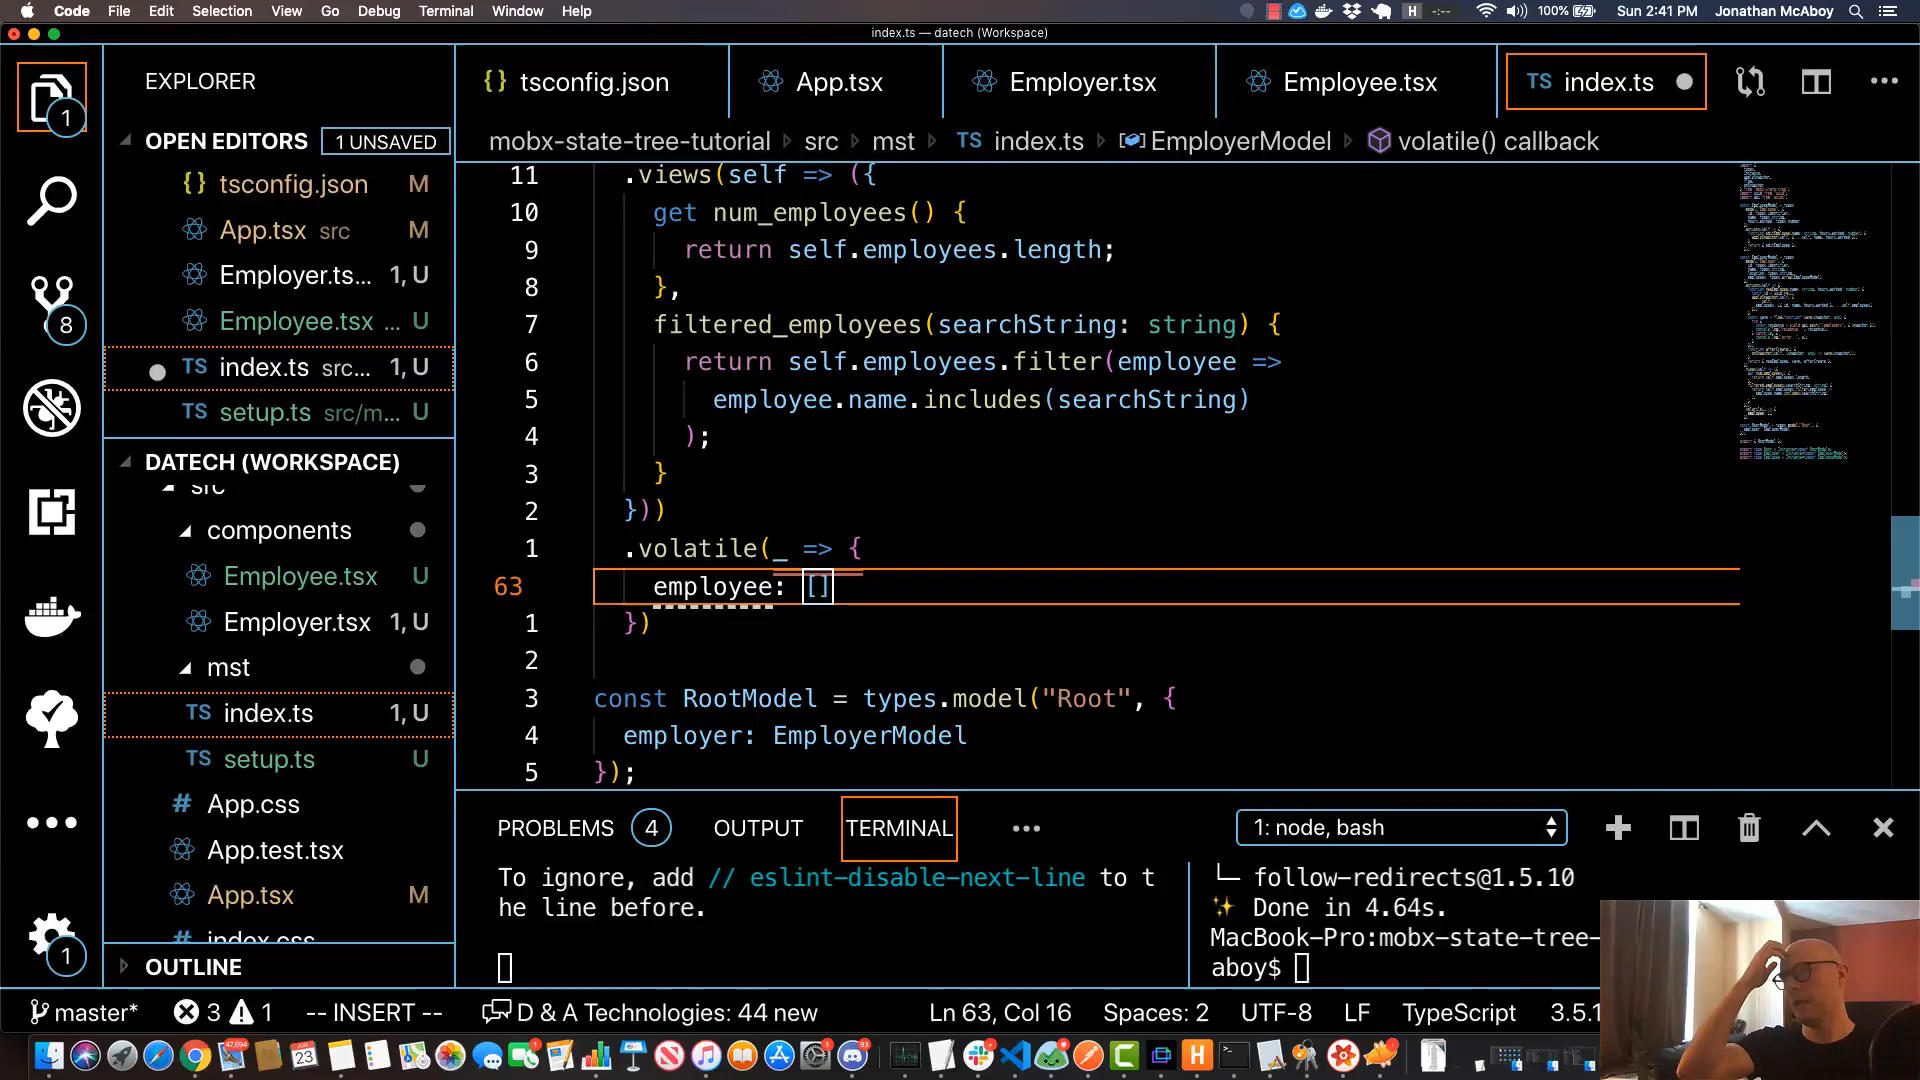 Code File Edit Selection View Go Debug Terminal Window Help
100% Sun 2:41 PM Jonathan McAboy
index.ts — datech (Workspace)
EXPLORER
tsconfig.json App.tsx Employer.tsx Employee.tsx TS index.ts
mobx-state-tree-tutorial src mst TS index.ts EmployerModel volatile() callback
OPEN EDITORS 1 UNSAVED
tsconfig.json M
App.tsx src M
Employer.ts... 1, U
Employee.tsx ... U
TS index.ts src... 1, U
TS setup.ts src/m... U
DATECH (WORKSPACE)
src
components
Employee.tsx U
Employer.tsx 1, U
mst
TS index.ts 1, U
TS setup.ts U
# App.css
App.test.tsx
App.tsx M
# index.css
OUTLINE
1
8
1
11 .views(self => ({
10 get num_employees() {
9 return self.employees.length;
8 },
7 filtered_employees(searchString: string) {
6 return self.employees.filter(employee =>
5 employee.name.includes(searchString)
4 );
3 }
2 }))
1 .volatile(_ => {
63 employee: []
1 })
2
3 const RootModel = types.model("Root", {
4 employer: EmployerModel
5 });
PROBLEMS 4 OUTPUT TERMINAL 1: node, bash
To ignore, add // eslint-disable-next-line to t
he line before.
└─ follow-redirects@1.5.10
✨ Done in 4.64s.
MacBook-Pro:mobx-state-tree-
aboy$
master* 3 1 -- INSERT -- D & A Technologies: 44 new Ln 63, Col 16 Spaces: 2 UTF-8 LF TypeScript 3.5.1